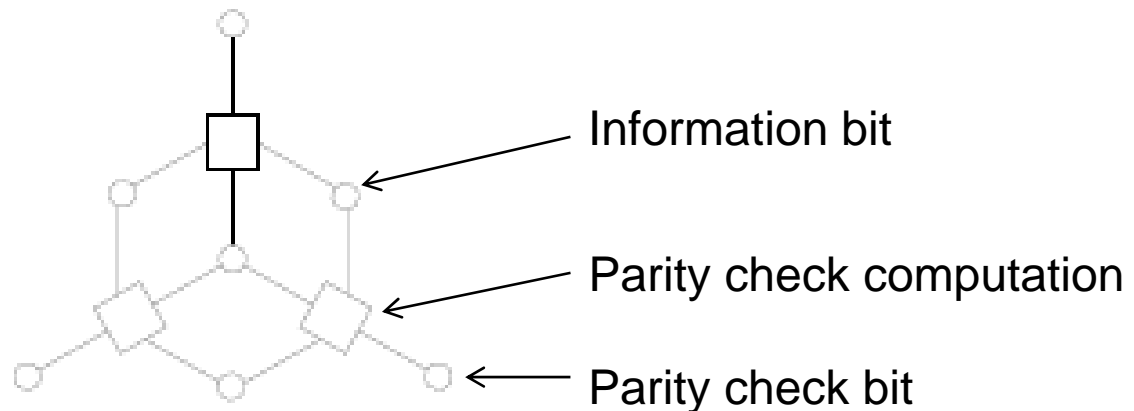 Information bit
Parity check computation
Parity check bit